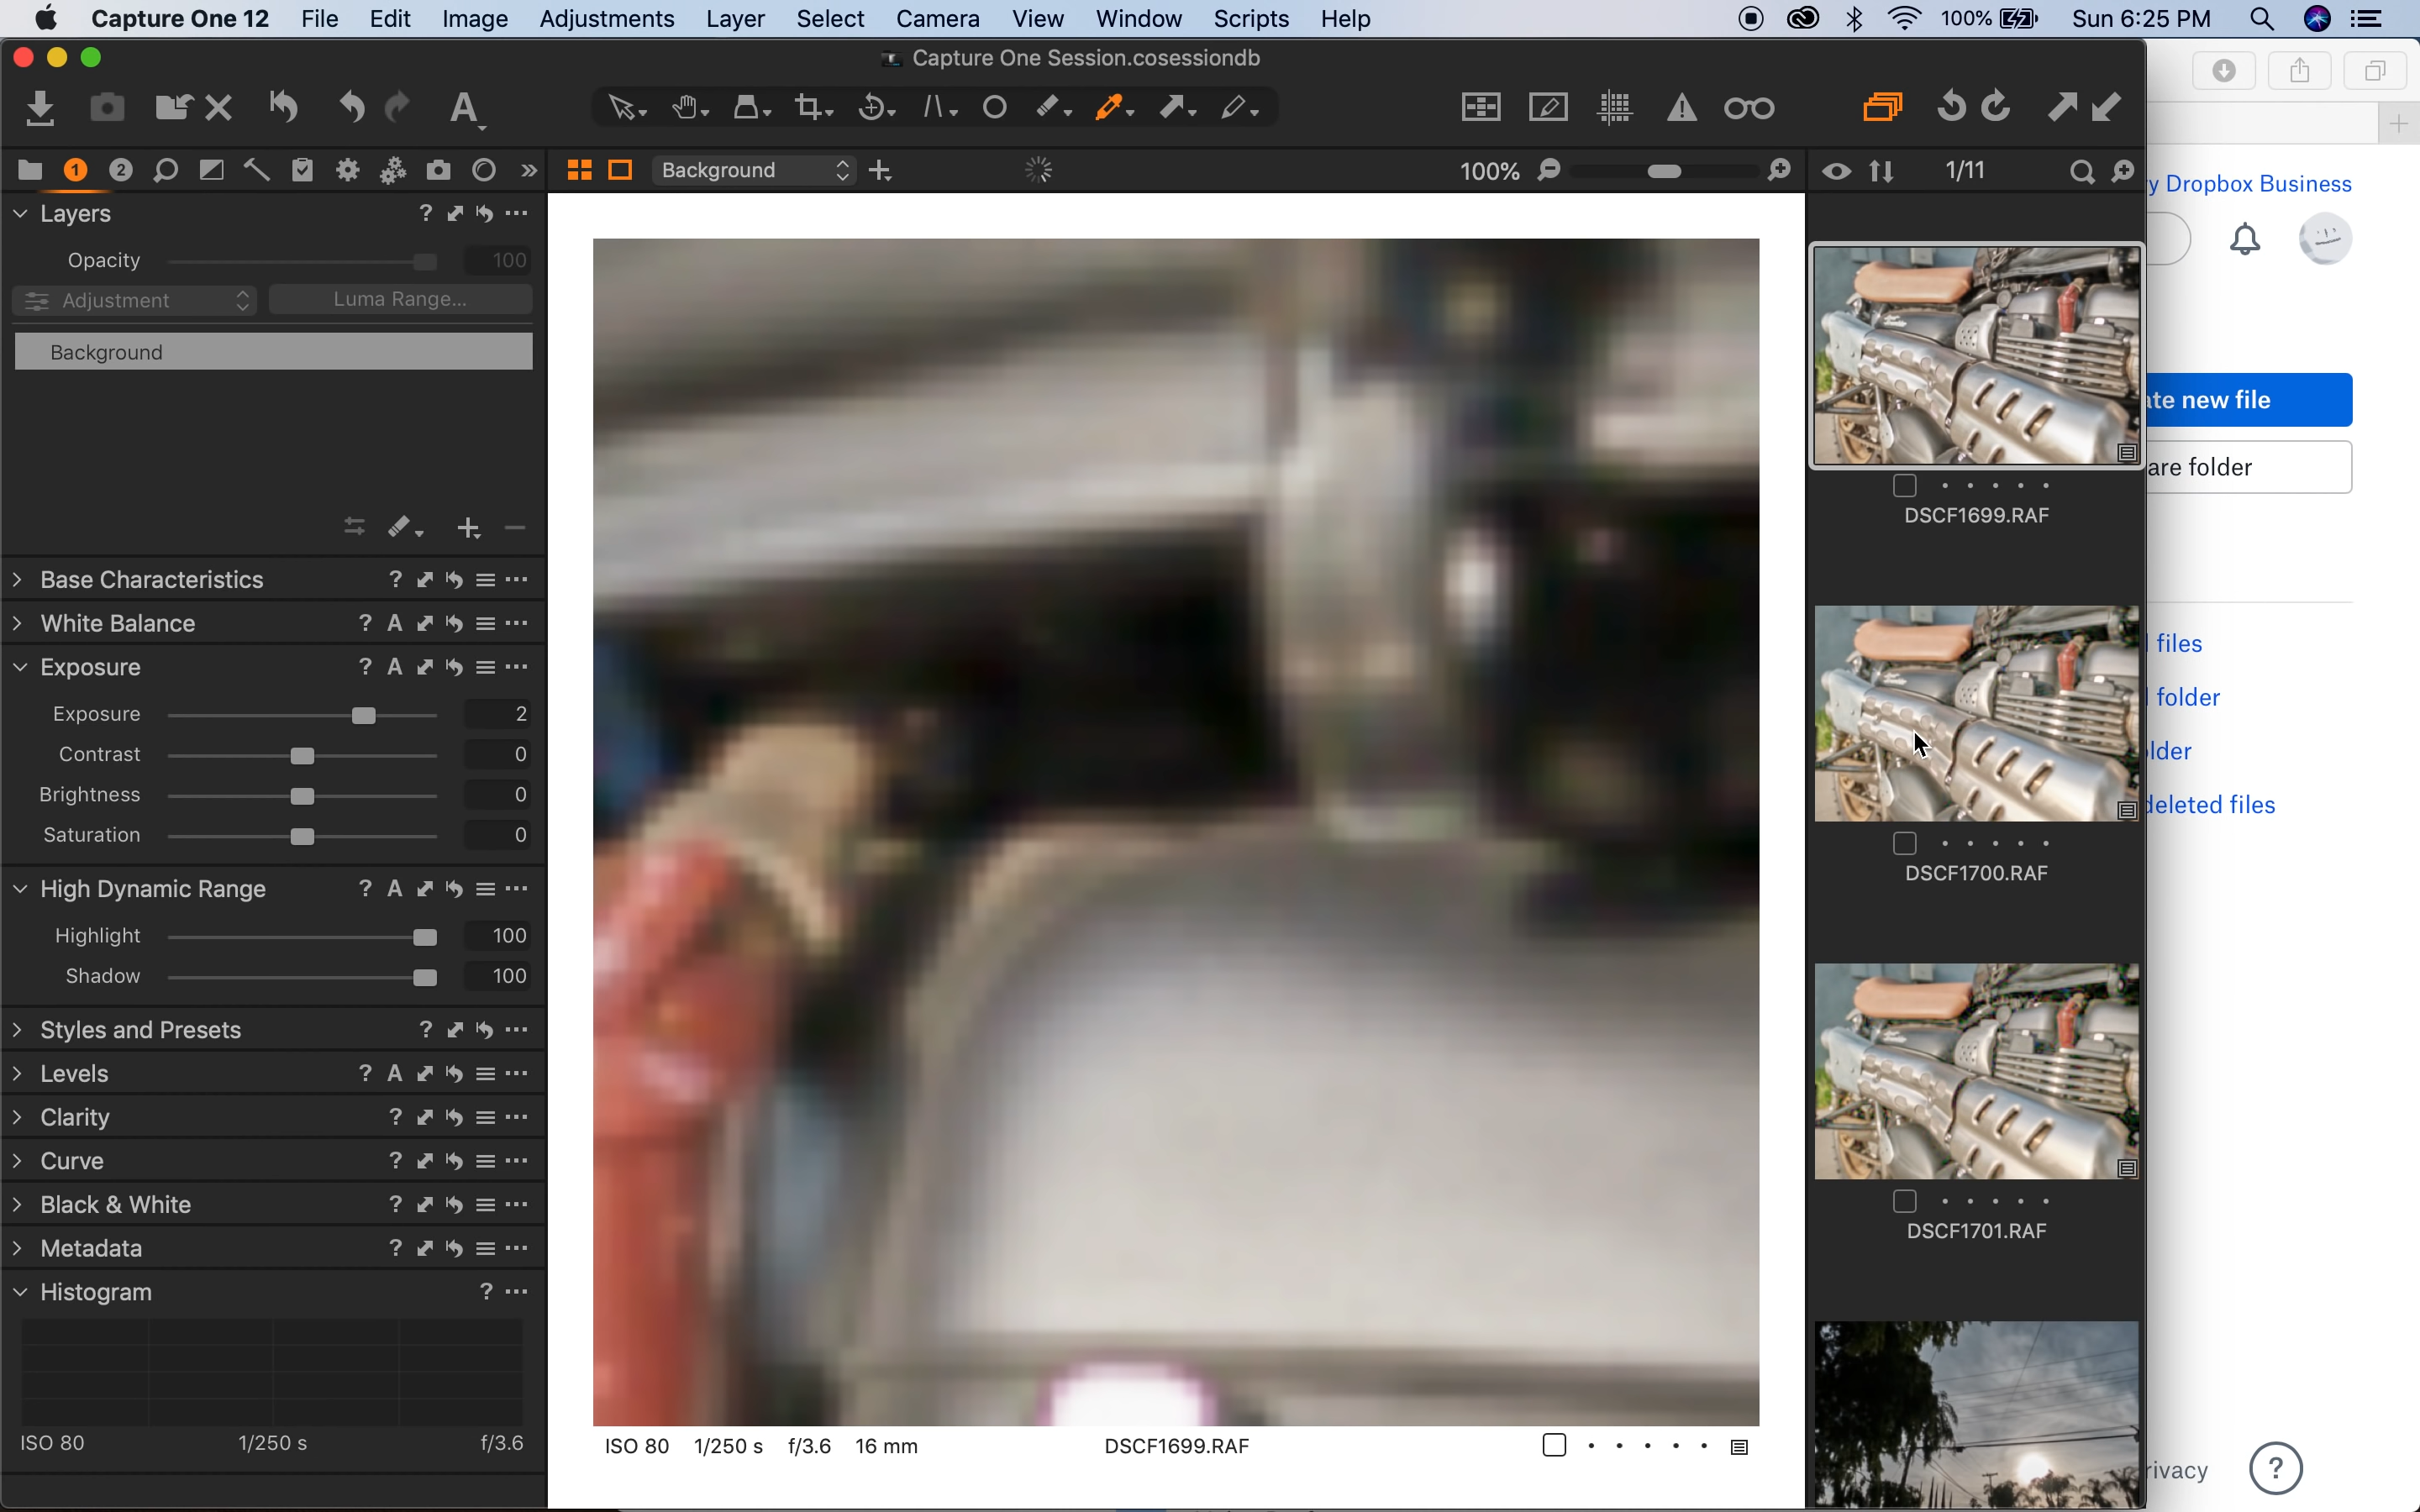 Capture One 12 File Edit Image Adjustments Layer Select Camera View Window Scripts Help 100% Sun 6:25 PM
Capture One Session.cosessiondb
A
1 2 Background 100% 1/11
y Dropbox Business
Layers ?
Opacity 100
Adjustment Luma Range...
Background
ate new file
are folder
DSCF1699.RAF
Base Characteristics ?
White Balance ? A
files
Exposure ? A
folder
Exposure 2
lder
Contrast 0
Brightness 0
deleted files
Saturation 0
DSCF1700.RAF
High Dynamic Range ? A
Highlight 100
Shadow 100
Styles and Presets ?
Levels ? A
Clarity ?
Curve ?
Black & White ?
DSCF1701.RAF
Metadata ?
Histogram ?
ISO 80 1/250 s f/3.6
ISO 80 1/250 s f/3.6 16 mm DSCF1699.RAF
rivacy ?